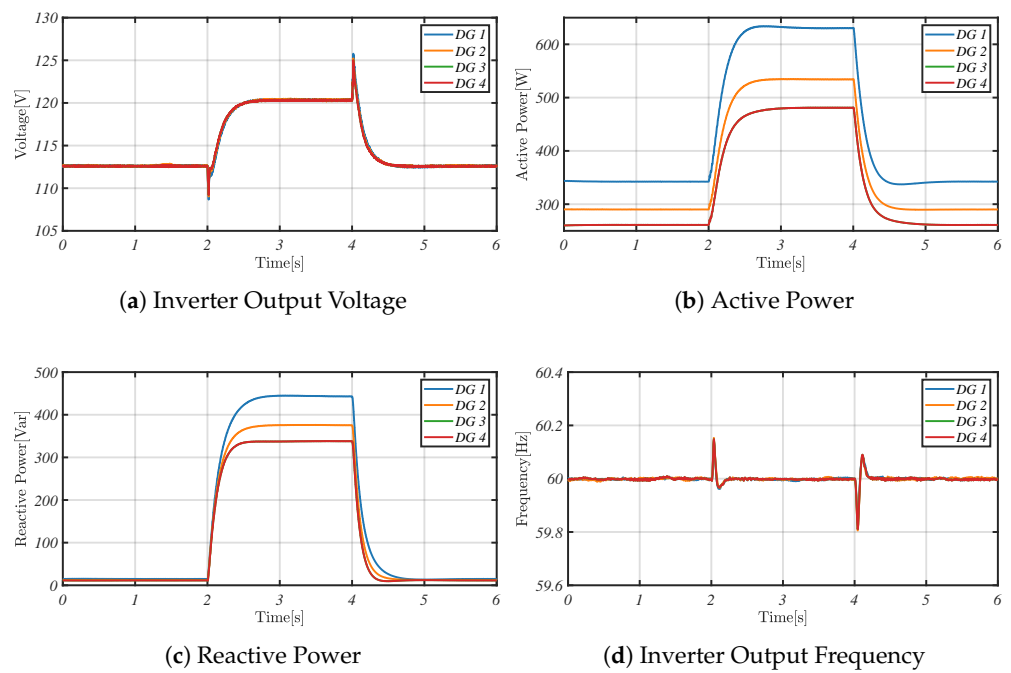 130
125
120
115
110
105
Voltage[V]
0 1 2 3 4 5 6
Time[s]
DG 1
DG 2
DG 3
DG 4
(a) Inverter Output Voltage
600
500
400
300
Active Power[W]
0 1 2 3 4 5 6
Time[s]
DG 1
DG 2
DG 3
DG 4
(b) Active Power
500
400
300
200
100
0
Reactive Power[Var]
0 1 2 3 4 5 6
Time[s]
DG 1
DG 2
DG 3
DG 4
(c) Reactive Power
60.4
60.2
60
59.8
59.6
Frequency[Hz]
0 1 2 3 4 5 6
Time[s]
DG 1
DG 2
DG 3
DG 4
(d) Inverter Output Frequency